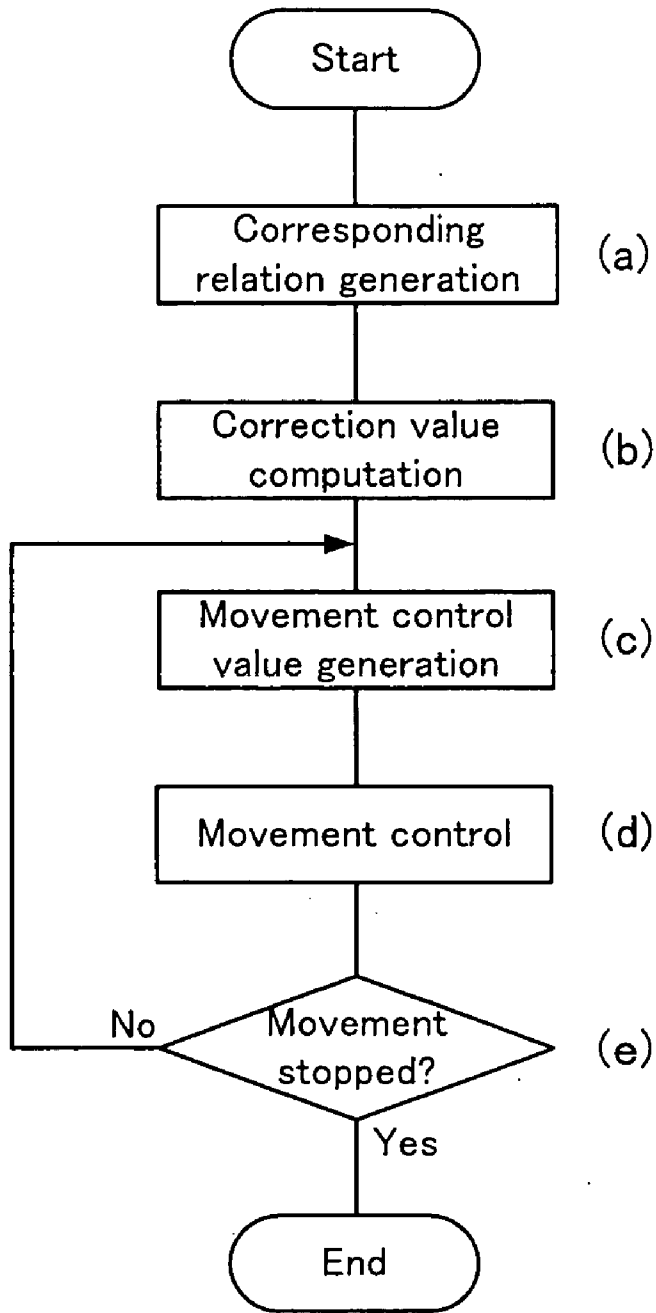 Start
Corresponding
relation generation
(a)
Correction value
computation
(b)
Movement control
value generation
(c)
Movement control
(d)
No
Movement
stopped?
(e)
Yes
End